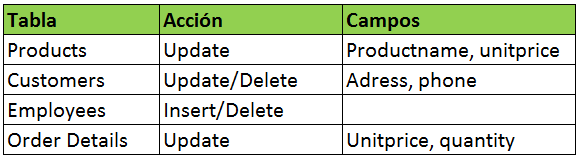 Tabla Acción Campos
Products Update Productname, unitprice
Customers Update/Delete Adress, phone
Employees Insert/Delete
Order Details Update Unitprice, quantity